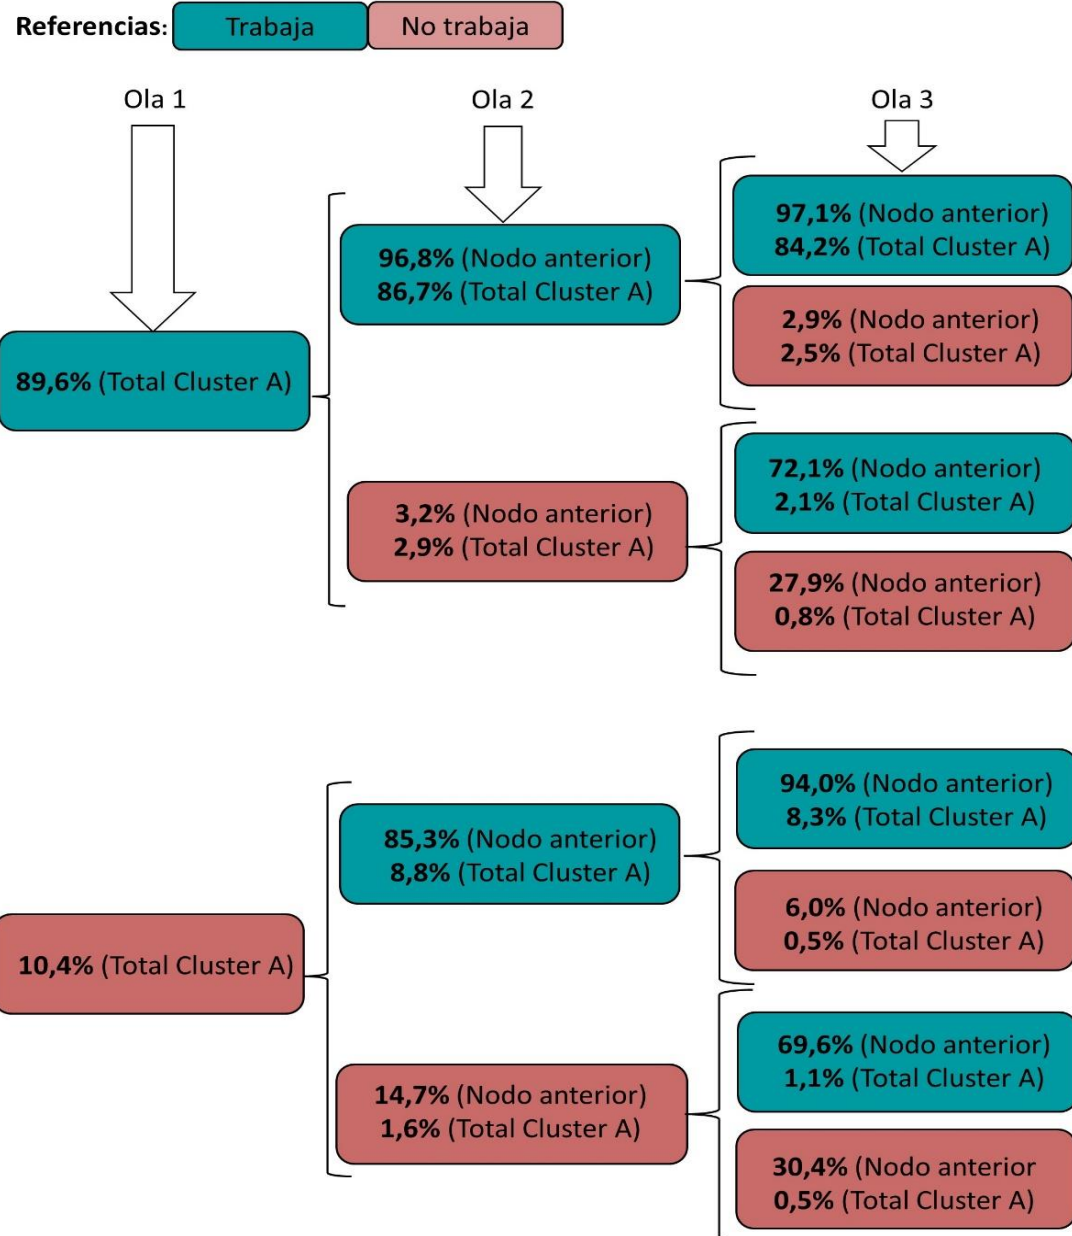 Referencias: Trabaja No trabaja
Ola 1 Ola 2 Ola 3
89,6% (Total Cluster A)
96,8% (Nodo anterior)
86,7% (Total Cluster A)
97,1% (Nodo anterior)
84,2% (Total Cluster A)
2,9% (Nodo anterior)
2,5% (Total Cluster A)
3,2% (Nodo anterior)
2,9% (Total Cluster A)
72,1% (Nodo anterior)
2,1% (Total Cluster A)
27,9% (Nodo anterior)
0,8% (Total Cluster A)
10,4% (Total Cluster A)
85,3% (Nodo anterior)
8,8% (Total Cluster A)
94,0% (Nodo anterior)
8,3% (Total Cluster A)
6,0% (Nodo anterior)
0,5% (Total Cluster A)
14,7% (Nodo anterior)
1,6% (Total Cluster A)
69,6% (Nodo anterior)
1,1% (Total Cluster A)
30,4% (Nodo anterior
0,5% (Total Cluster A)